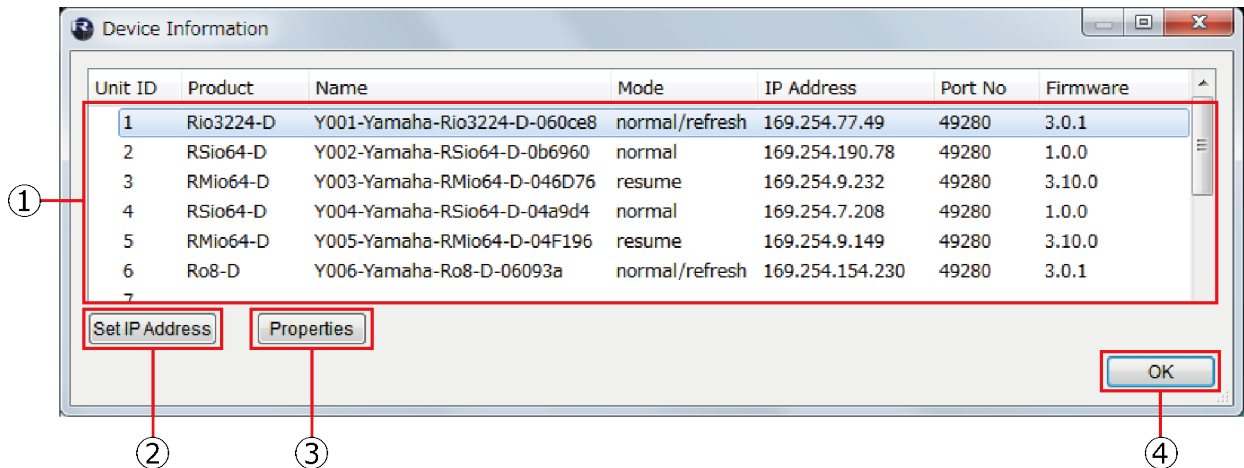 Device Information
Unit ID Product Name Mode IP Address Port No Firmware
1 Rio3224-D Y001-Yamaha-Rio3224-D-060ce8 normal/refresh 169.254.77.49 49280 3.0.1
2 RSio64-D Y002-Yamaha-RSio64-D-0b6960 normal 169.254.190.78 49280 1.0.0
① 3 RMio64-D Y003-Yamaha-RMio64-D-046D76 resume 169.254.9.232 49280 3.10.0
4 RSio64-D Y004-Yamaha-RSio64-D-04a9d4 normal 169.254.7.208 49280 1.0.0
5 RMio64-D Y005-Yamaha-RMio64-D-04F196 resume 169.254.9.149 49280 3.10.0
6 Ro8-D Y006-Yamaha-Ro8-D-06093a normal/refresh 169.254.154.230 49280 3.0.1
7
Set IP Address Properties
OK
② ③ ④